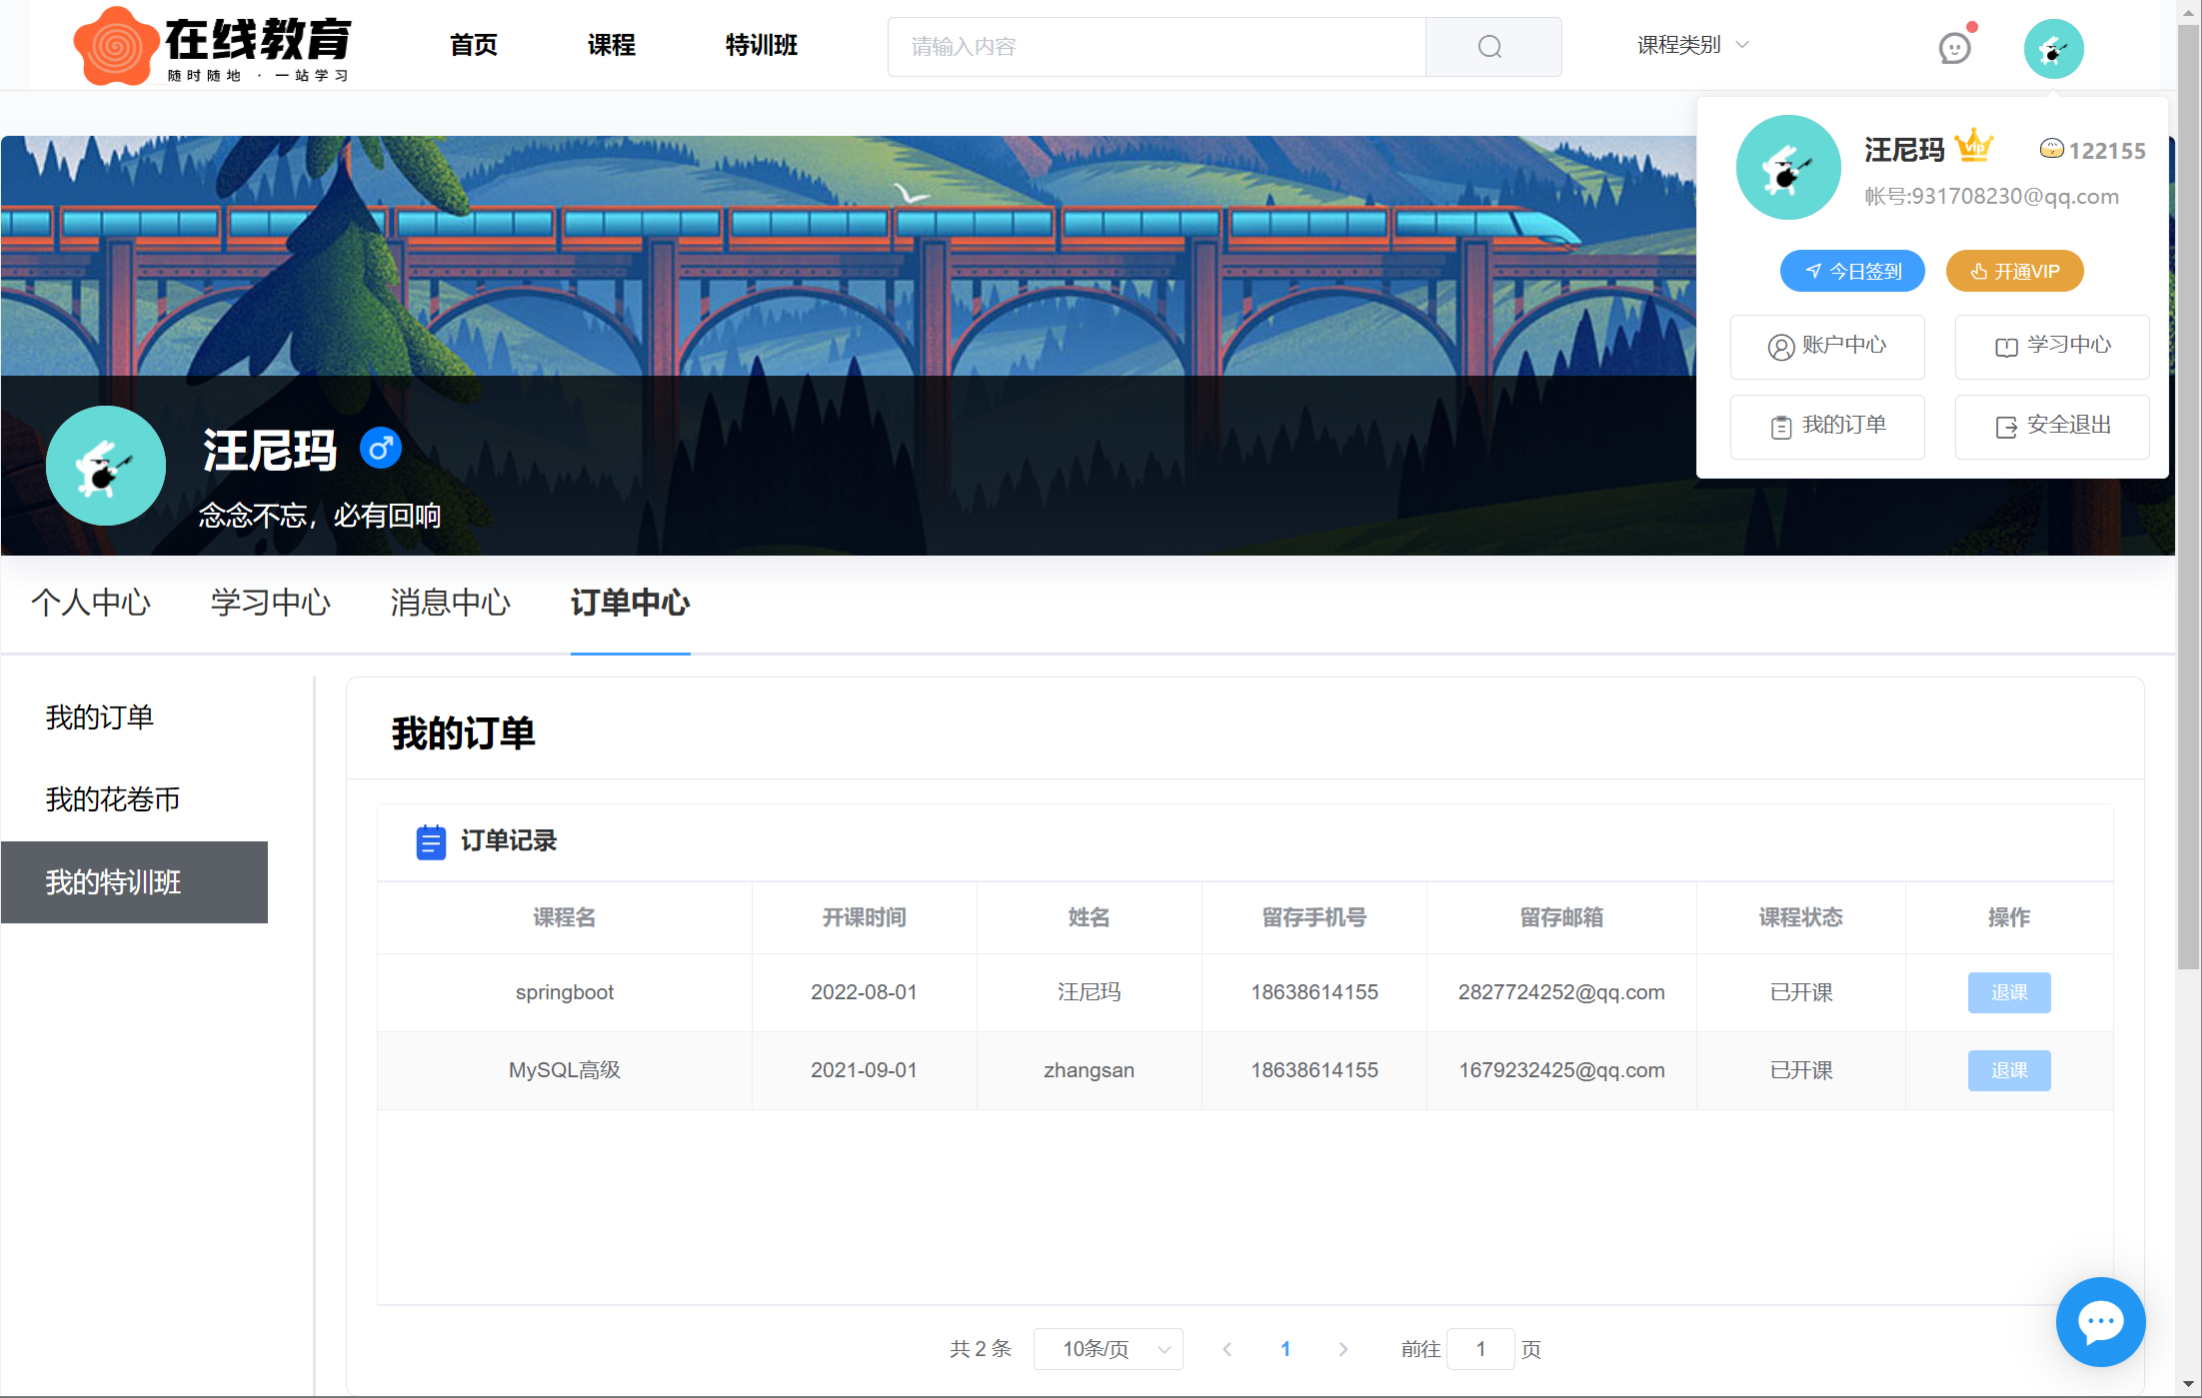 在线教育
随时随地 · 一站学习
首页 课程 特训班 请输入内容 课程类别
汪尼玛 vip 122155
帐号:931708230@qq.com
今日签到 开通VIP
账户中心 学习中心
我的订单 安全退出
汪尼玛
念念不忘，必有回响
个人中心 学习中心 消息中心 订单中心
我的订单
我的花卷币
我的特训班
我的订单
订单记录
课程名 开课时间 姓名 留存手机号 留存邮箱 课程状态 操作
springboot 2022-08-01 汪尼玛 18638614155 2827724252@qq.com 已开课 退课
MySQL高级 2021-09-01 zhangsan 18638614155 1679232425@qq.com 已开课 退课
共 2 条 10条/页 1 前往 1 页